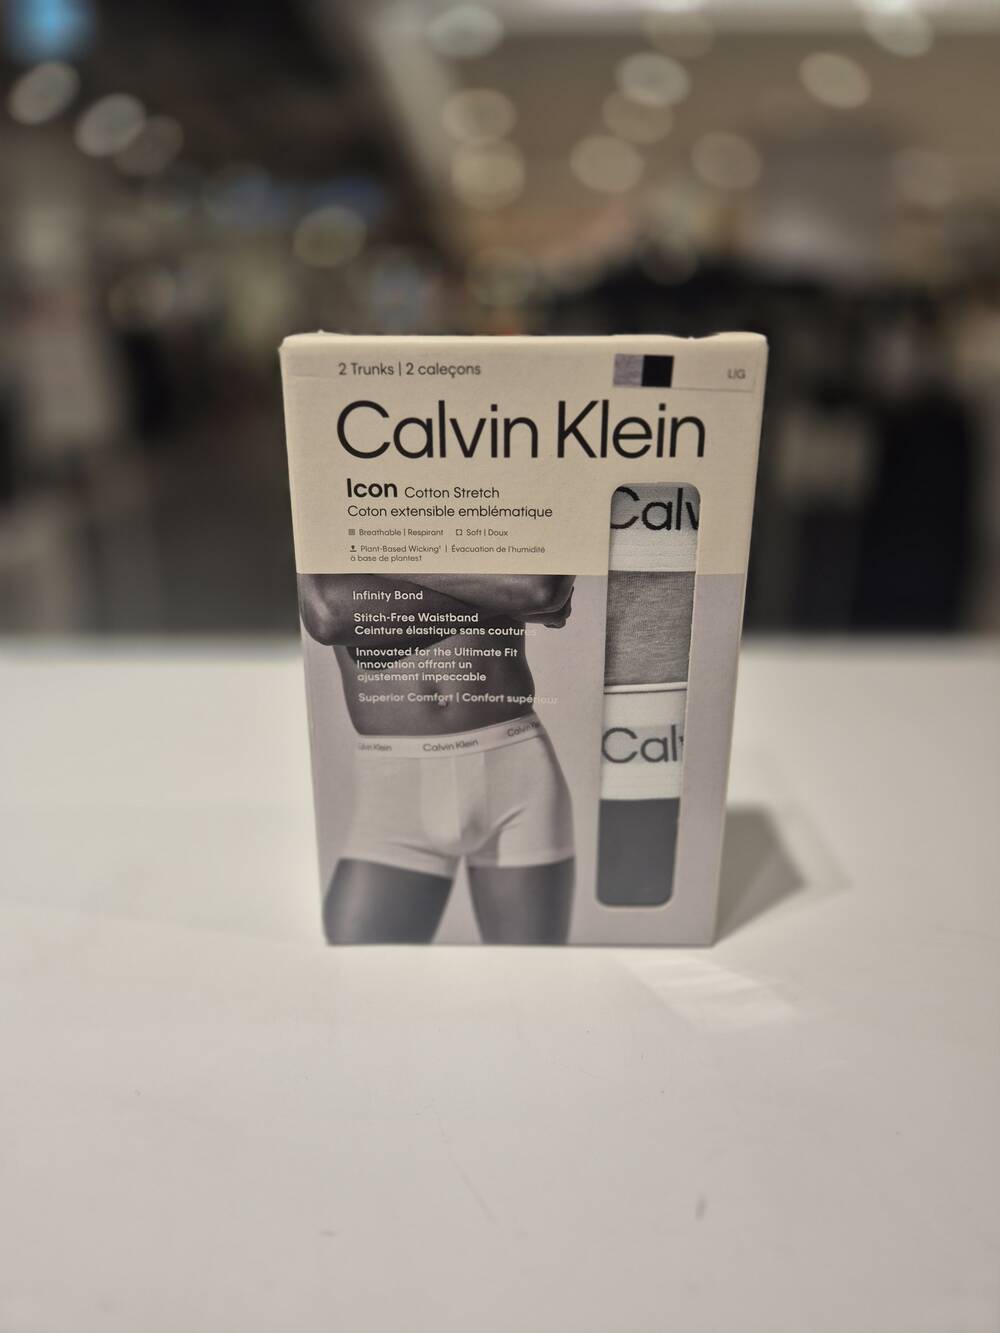 2 Trunks | 2 caleçons
L/G
Calvin Klein
Icon Cotton Stretch
Coton extensible emblématique
Breathable | Respirant Soft | Doux
Plant-Based Wicking† | Évacuation de l'humidité
à base de plantes†
Calv
Infinity Bond
Stitch-Free Waistband
Ceinture élastique sans coutures
Innovated for the Ultimate Fit
Innovation offrant un
ajustement impeccable
Superior Comfort | Confort supérieur
Calvin Klein Calvin Klein Calvin Kle
Calv